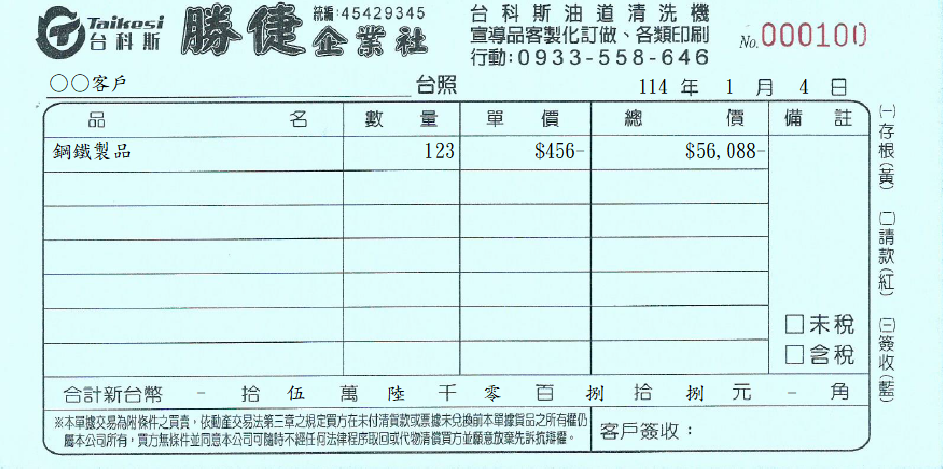 Taikosi 台科斯 勝健企業社 統編:45429345
台科斯油道清洗機
宣導品客製化訂做、各類印刷
行動:0933-558-646
No.000100
○○客戶 台照 114 年 1 月 4 日
品 名 數 量 單 價 總 價 備 註
鋼鐵製品 123 $456- $56,088-
□未稅
□含稅
合計新台幣 - 拾 伍 萬 陸 千 零 百 捌 拾 捌 元 - 角
※本單據交易為附條件之買賣,依動產交易法第三章之規定買方在未付清貨款或票據未兌換前本單據貨品之所有權仍
屬本公司所有,賣方無條件並同意本公司可隨時不經任何法律程序取回或代物清償買方並願意放棄先訴抗辯權。
客戶簽收:
㈠存根(黃) ㈡請款(紅) ㈢簽收(藍)